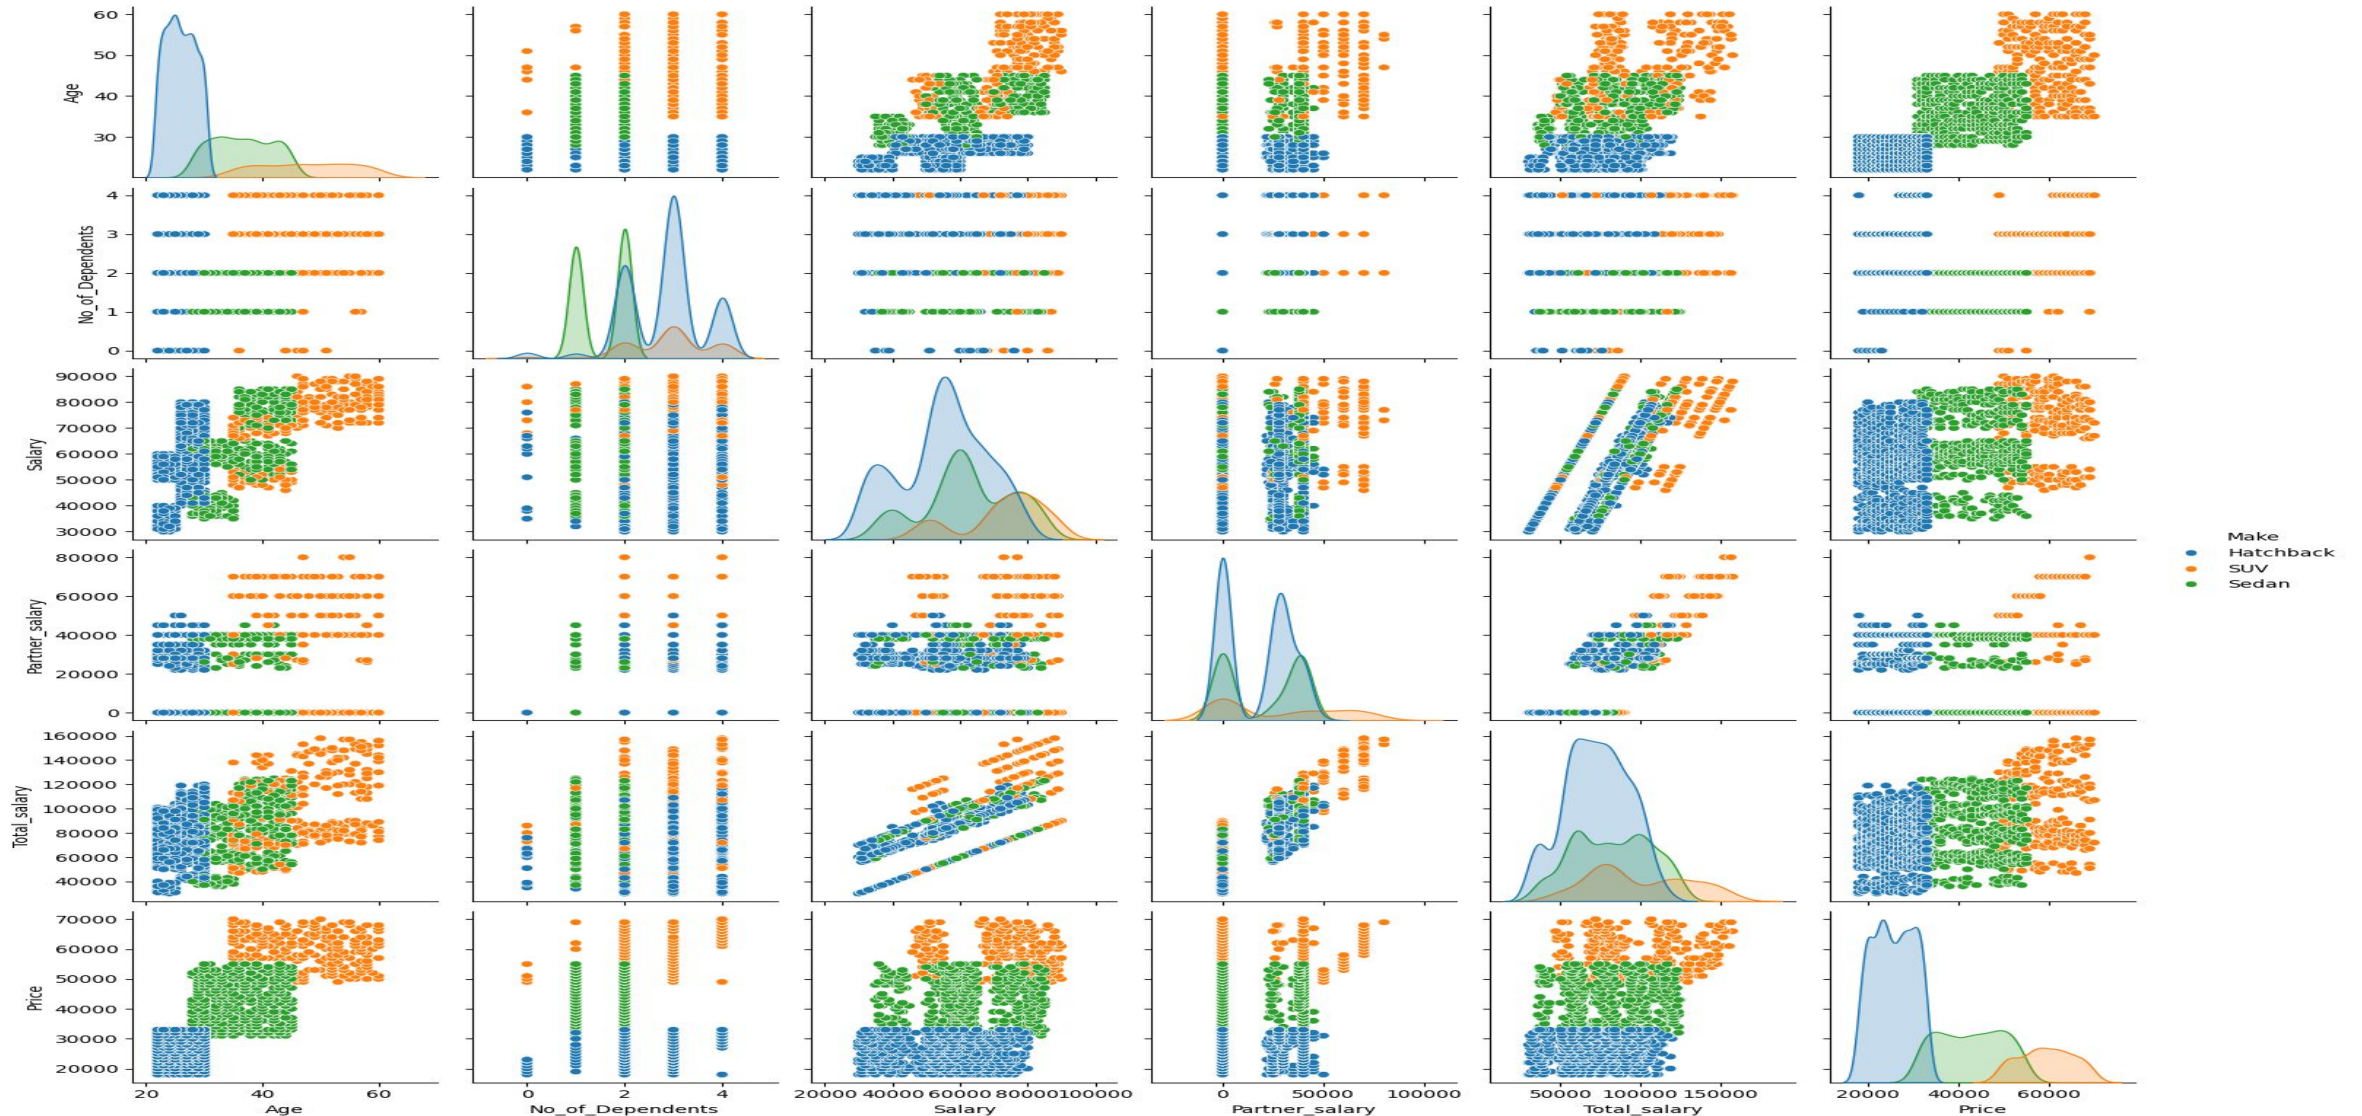 60
50
40
30
Age
4
3
2
1
0
No_of_Dependents
90000
80000
70000
60000
50000
40000
30000
Salary
80000
60000
40000
20000
0
Partner_salary
160000
140000
120000
100000
80000
60000
40000
Total_salary
70000
60000
50000
40000
30000
20000
Price
20 40 60
Age
0 2 4
No_of_Dependents
20000 40000 60000 80000 100000
Salary
0 50000 100000
Partner_salary
50000 100000 150000
Total_salary
20000 40000 60000
Price
Make
Hatchback
SUV
Sedan